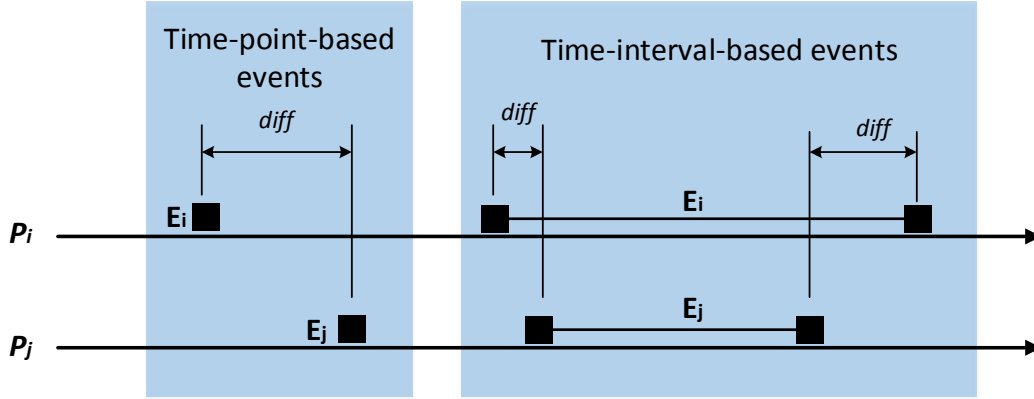 Time-point-based
events
diff
Time-interval-based events
diff
diff
Ei
Ei
Pi
Ej
Ej
Pj